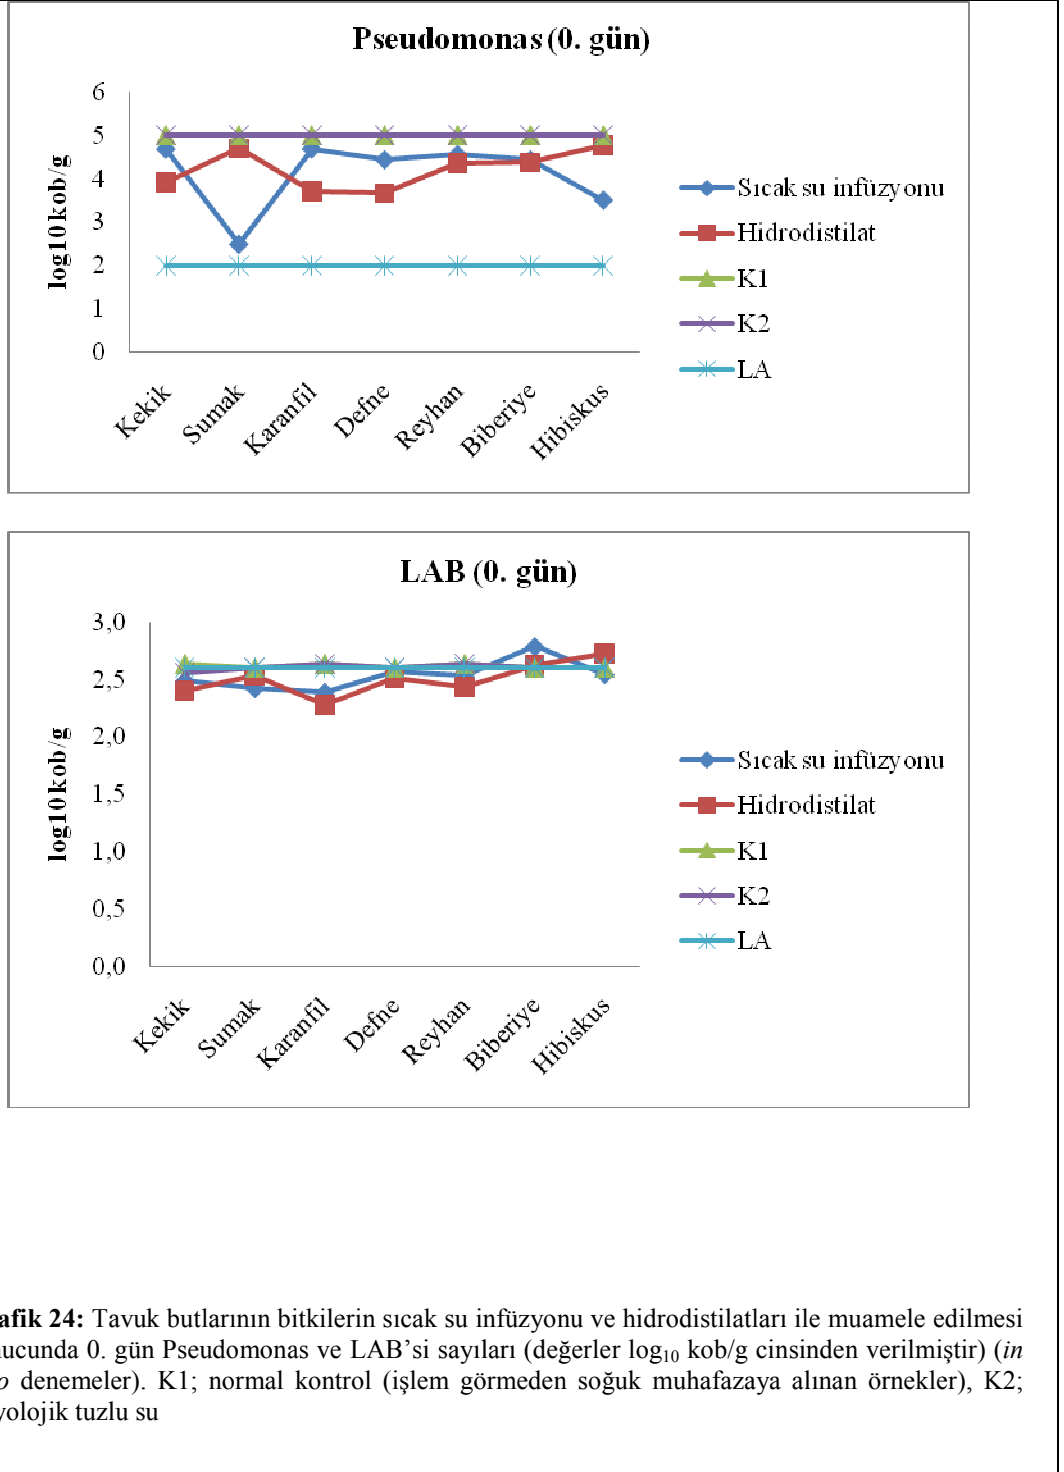 Pseudomonas (0. gün)
6
5
4
3
2
1
0
log10 kob/g
Kekik
Sumak
Karanfil
Defne
Reyhan
Biberiye
Hibiskus
Sıcak su infüzyonu
Hidrodistilat
K1
K2
LA
LAB (0. gün)
3,0
2,5
2,0
1,5
1,0
0,5
0,0
log10 kob/g
Kekik
Sumak
Karanfil
Defne
Reyhan
Biberiye
Hibiskus
Sıcak su infüzyonu
Hidrodistilat
K1
K2
LA
afik 24: Tavuk butlarının bitkilerin sıcak su infüzyonu ve hidrodistilatları ile muamele edilmesi
nucunda 0. gün Pseudomonas ve LAB'si sayıları (değerler log10 kob/g cinsinden verilmiştir) (in
o denemeler). K1; normal kontrol (işlem görmeden soğuk muhafazaya alınan örnekler), K2;
yolojik tuzlu su